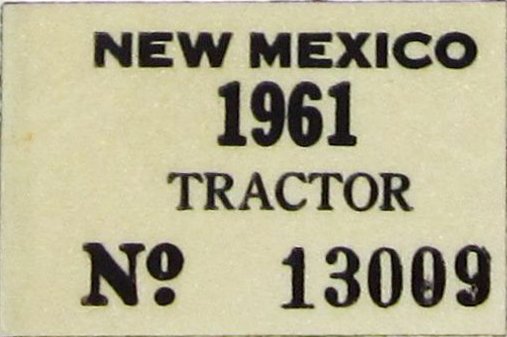 NEW MEXICO
1961
TRACTOR
Nº 13009